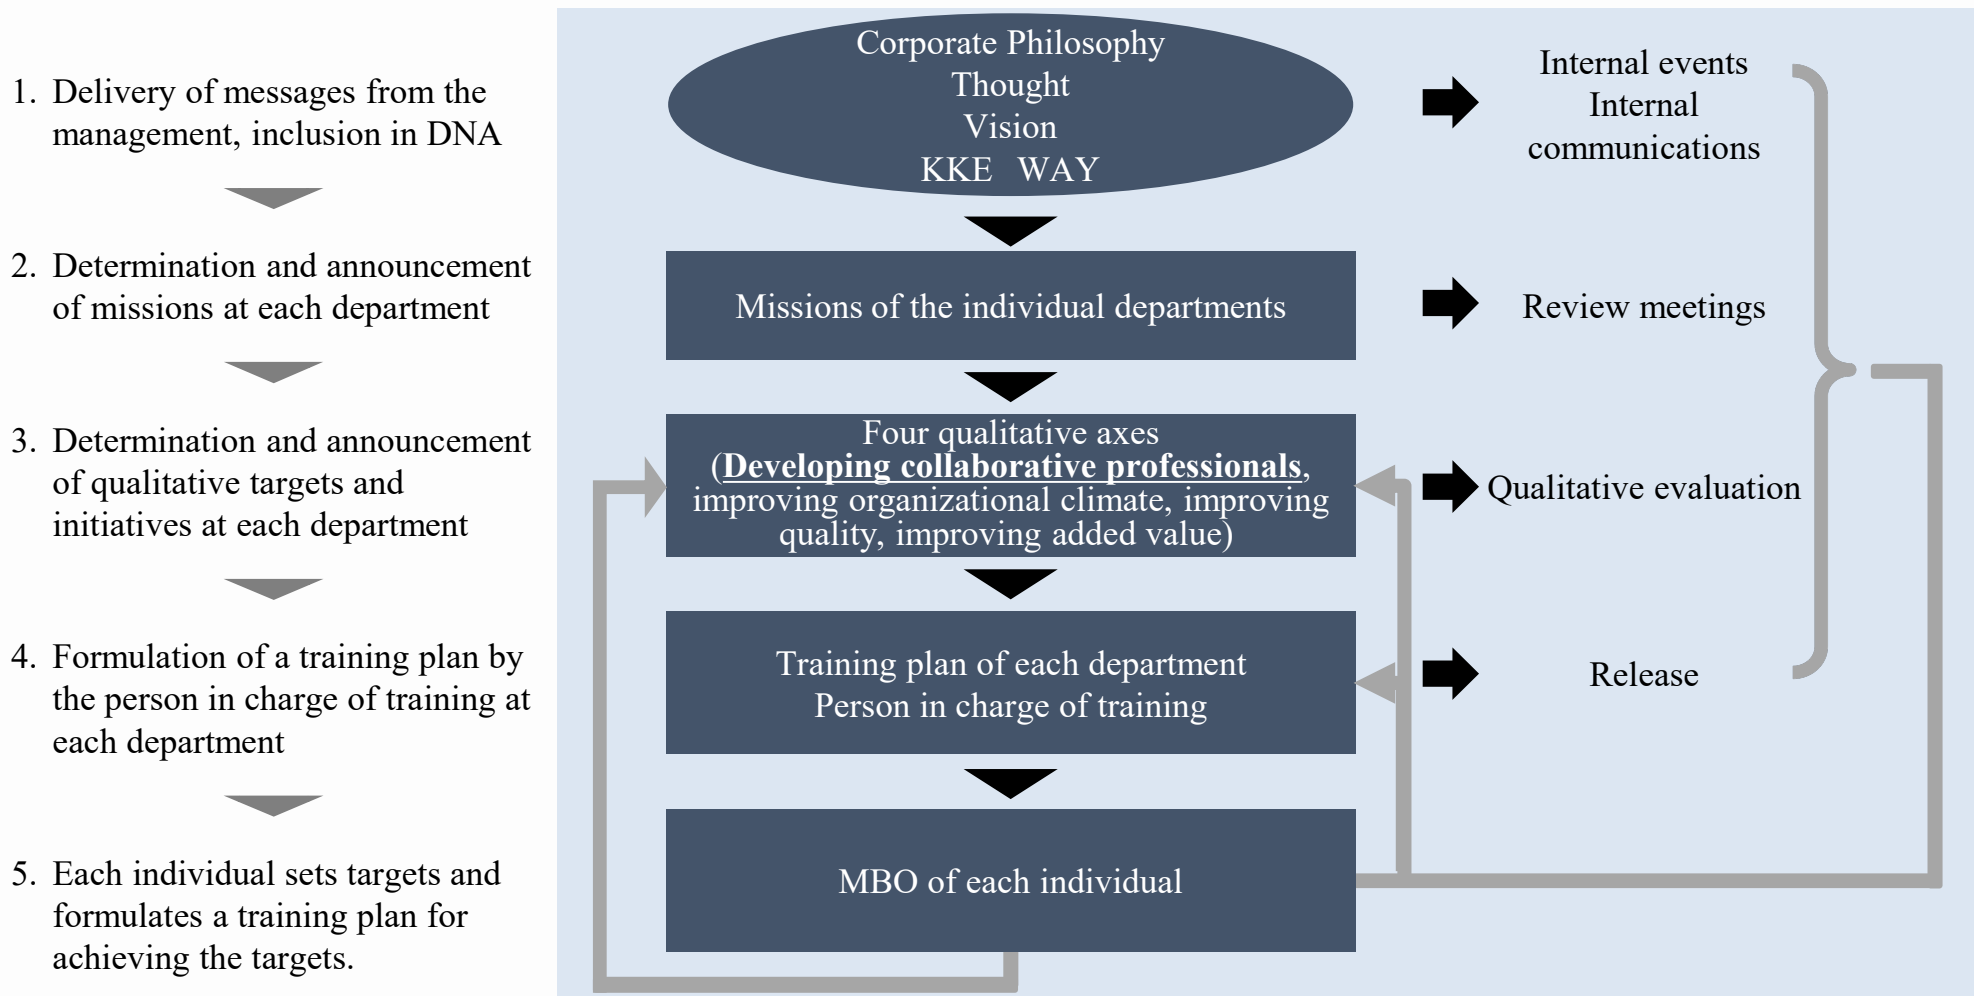 1. Delivery of messages from the
management, inclusion in DNA
2. Determination and announcement
of missions at each department
3. Determination and announcement
of qualitative targets and
initiatives at each department
4. Formulation of a training plan by
the person in charge of training at
each department
5. Each individual sets targets and
formulates a training plan for
achieving the targets.
Corporate Philosophy
Thought
Vision
KKE WAY
Missions of the individual departments
Four qualitative axes
(Developing collaborative professionals,
improving organizational climate, improving
quality, improving added value)
Training plan of each department
Person in charge of training
MBO of each individual
Internal events
Internal
communications
Review meetings
Qualitative evaluation
Release